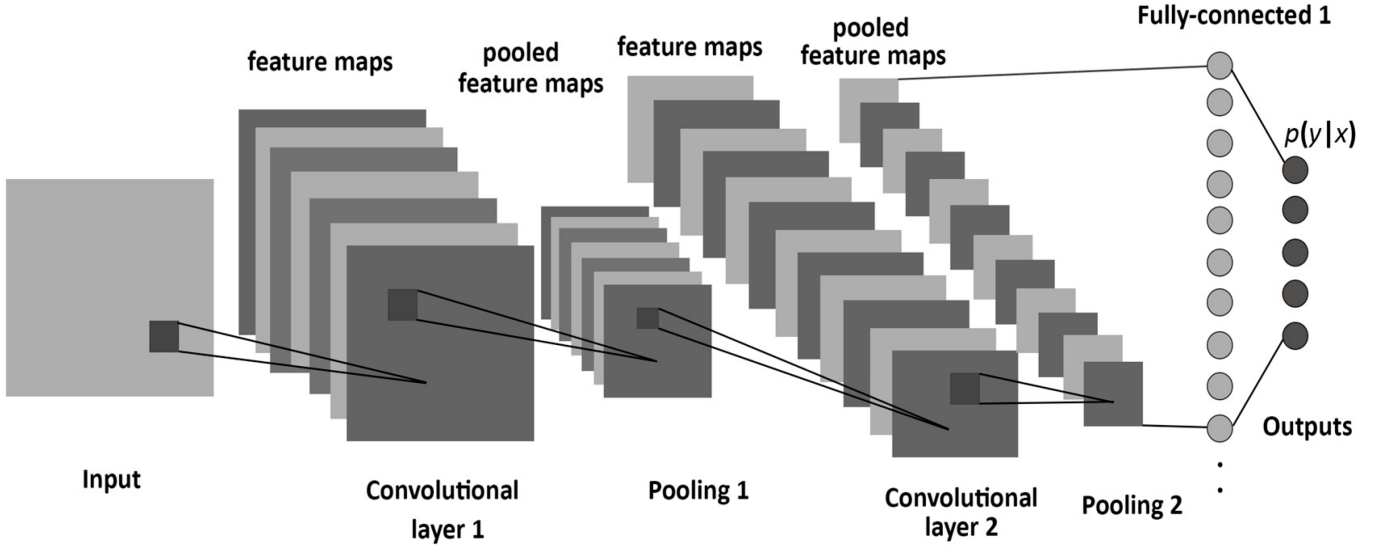 Fully-connected 1
feature maps
pooled
feature maps
feature maps
pooled
feature maps
p(y|x)
Input
Convolutional
layer 1
Pooling 1
Convolutional
layer 2
Pooling 2
Outputs